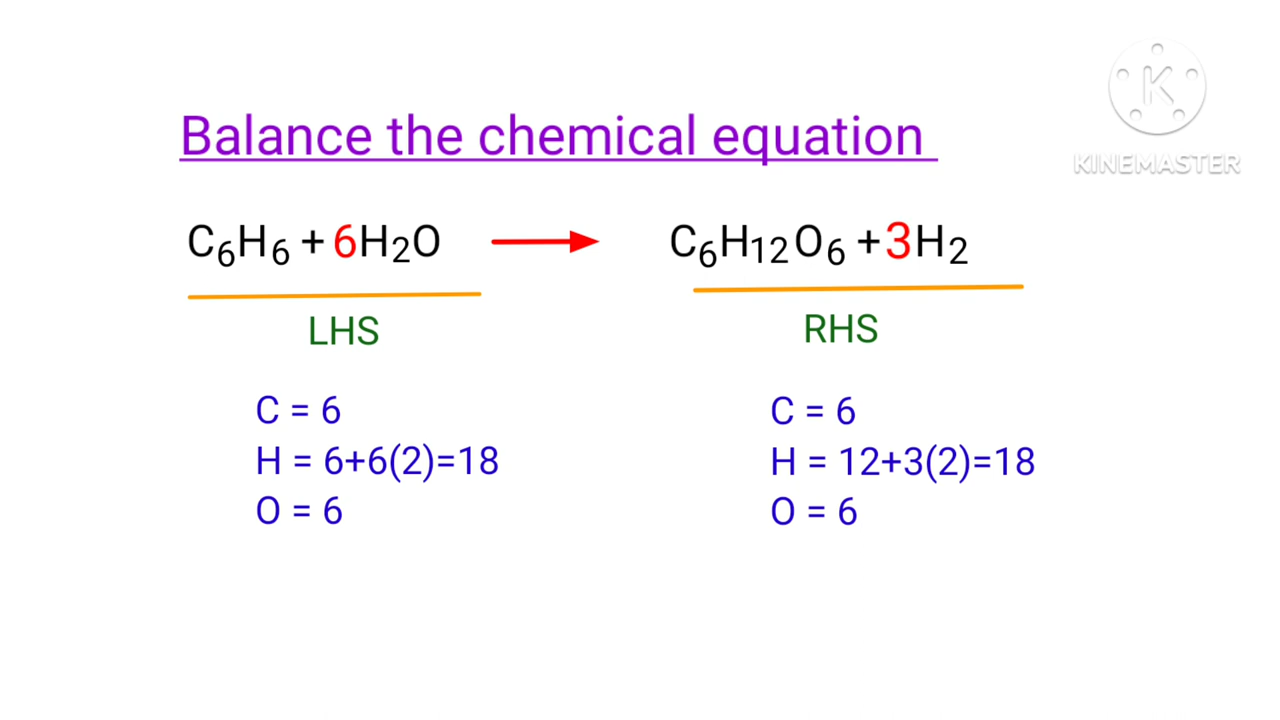 K
KINEMASTER
Balance the chemical equation
C₆H₆ + 6H₂O → C₆H₁₂O₆ + 3H₂
LHS RHS
C = 6 C = 6
H = 6+6(2)=18 H = 12+3(2)=18
O = 6 O = 6